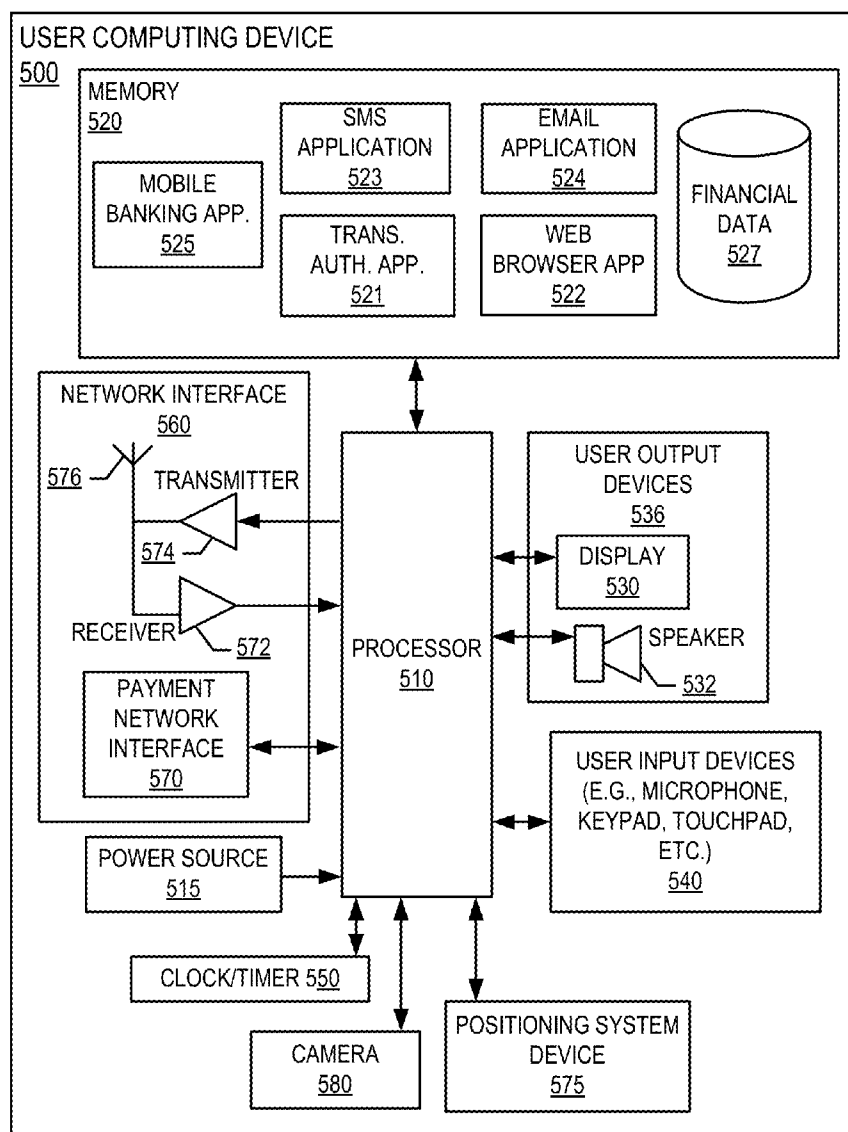 USER COMPUTING DEVICE
500
MEMORY
520
MOBILE
BANKING APP.
525
SMS
APPLICATION
523
EMAIL
APPLICATION
524
TRANS.
AUTH. APP.
521
WEB
BROWSER APP
522
FINANCIAL
DATA
527
NETWORK INTERFACE
560
576
TRANSMITTER
574
RECEIVER
572
PAYMENT
NETWORK
INTERFACE
570
PROCESSOR
510
USER OUTPUT
DEVICES
536
DISPLAY
530
SPEAKER
532
USER INPUT DEVICES
(E.G., MICROPHONE,
KEYPAD, TOUCHPAD,
ETC.)
540
POWER SOURCE
515
CLOCK/TIMER 550
CAMERA
580
POSITIONING SYSTEM
DEVICE
575